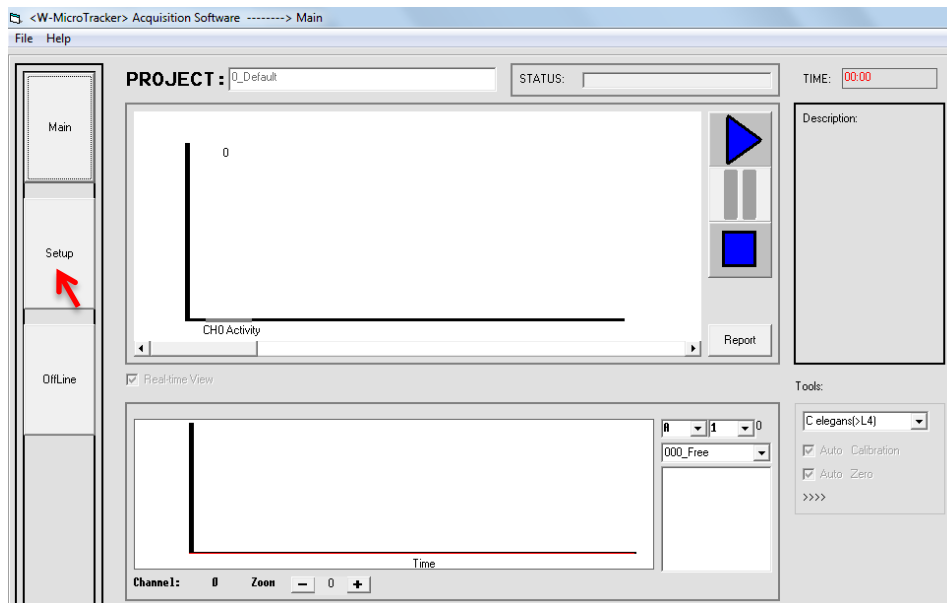 <W-MicroTracker> Acquisition Software --------> Main
File Help
PROJECT: 0_Default
STATUS:
TIME: 00:00
Main
Setup
OffLine
0
CH0 Activity
Report
Description:
Real-time View
Tools:
C elegans(>L4)
Auto Calibration
Auto Zero
>>>>
A 1 0
000_Free
Time
Channel: 0 Zoom - 0 +